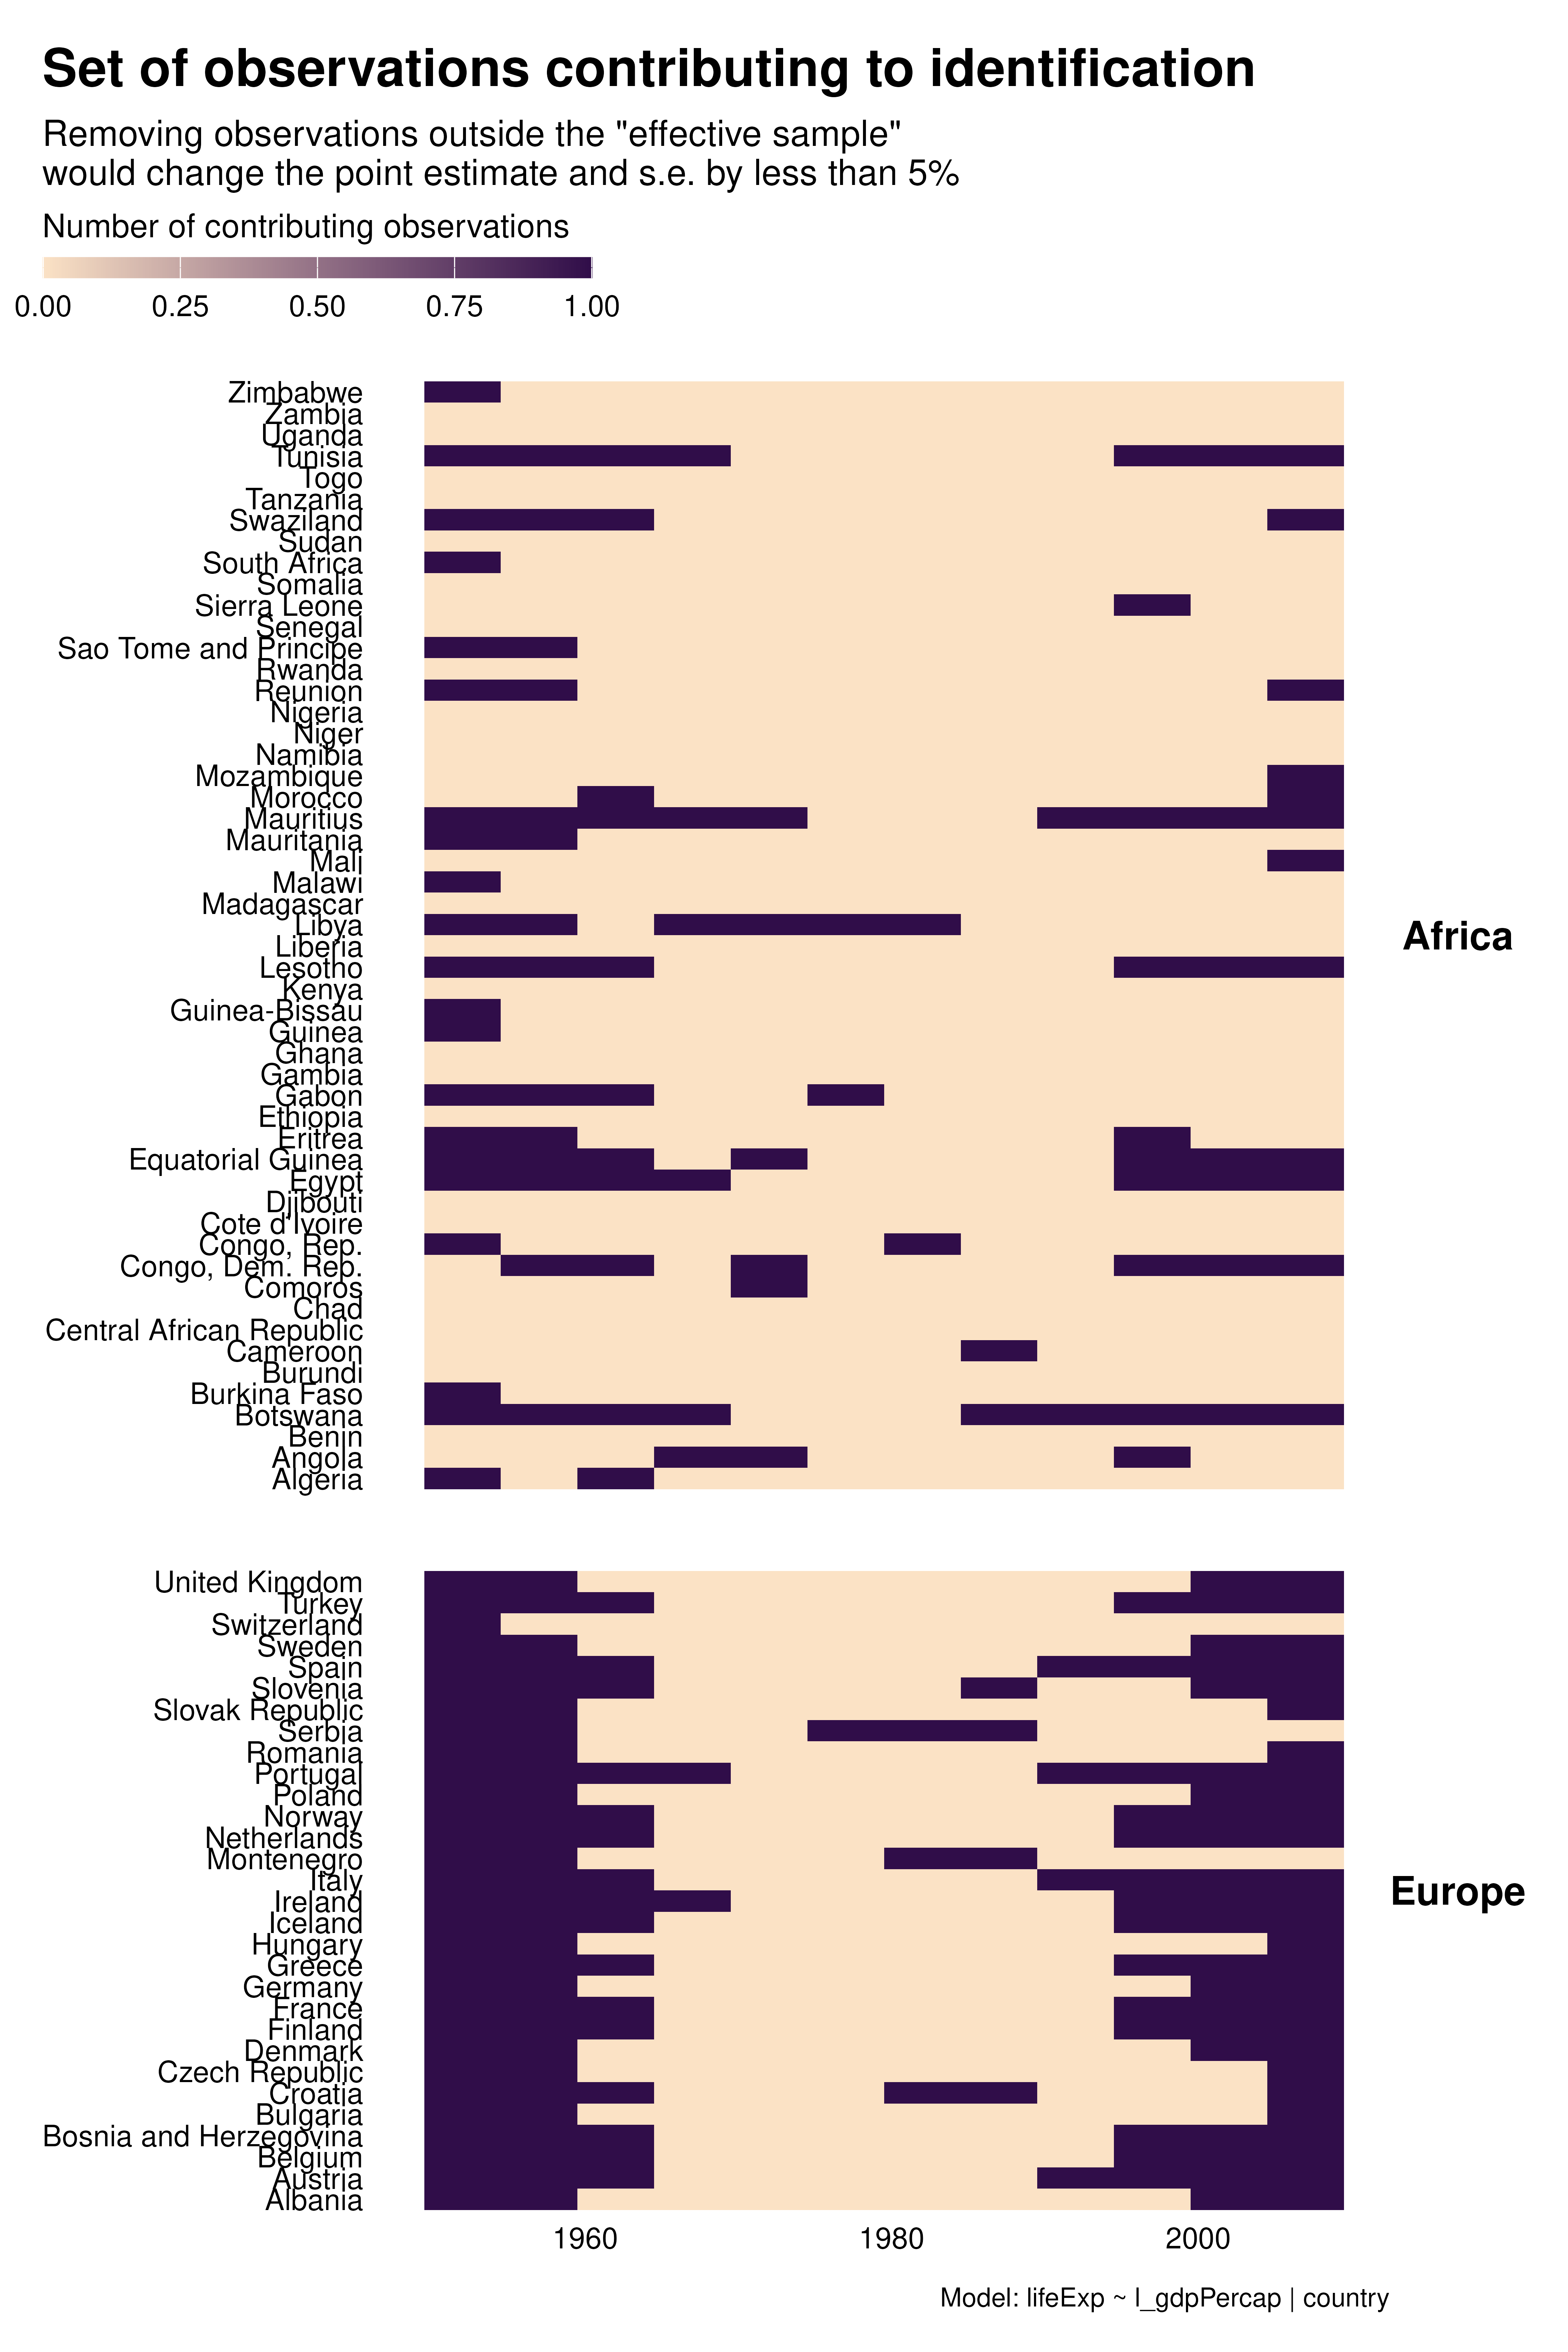 Set of observations contributing to identification
Removing observations outside the "effective sample"
would change the point estimate and s.e. by less than 5%
Number of contributing observations
0.00 0.25 0.50 0.75 1.00
Zimbabwe
Zambia
Uganda
Tunisia
Togo
Tanzania
Swaziland
Sudan
South Africa
Somalia
Sierra Leone
Senegal
Sao Tome and Principe
Rwanda
Reunion
Nigeria
Niger
Namibia
Mozambique
Morocco
Mauritius
Mauritania
Mali
Malawi
Madagascar
Libya
Liberia
Lesotho
Kenya
Guinea-Bissau
Guinea
Ghana
Gambia
Gabon
Ethiopia
Eritrea
Equatorial Guinea
Egypt
Djibouti
Cote d'Ivoire
Congo, Rep.
Congo, Dem. Rep.
Comoros
Chad
Central African Republic
Cameroon
Burundi
Burkina Faso
Botswana
Benin
Angola
Algeria
Africa
United Kingdom
Turkey
Switzerland
Sweden
Spain
Slovenia
Slovak Republic
Serbia
Romania
Portugal
Poland
Norway
Netherlands
Montenegro
Italy
Ireland
Iceland
Hungary
Greece
Germany
France
Finland
Denmark
Czech Republic
Croatia
Bulgaria
Bosnia and Herzegovina
Belgium
Austria
Albania
Europe
1960 1980 2000
Model: lifeExp ~ l_gdpPercap | country